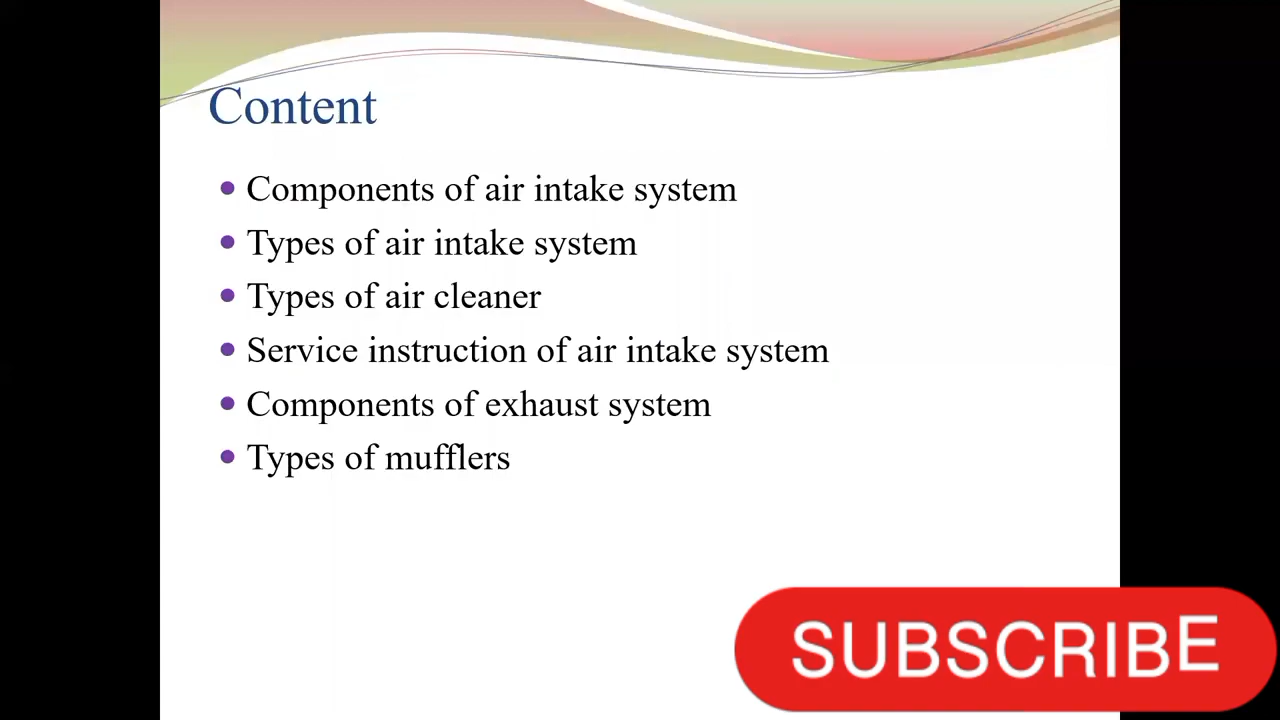 Content
Components of air intake system
Types of air intake system
Types of air cleaner
Service instruction of air intake system
Components of exhaust system
Types of mufflers
SUBSCRIBE